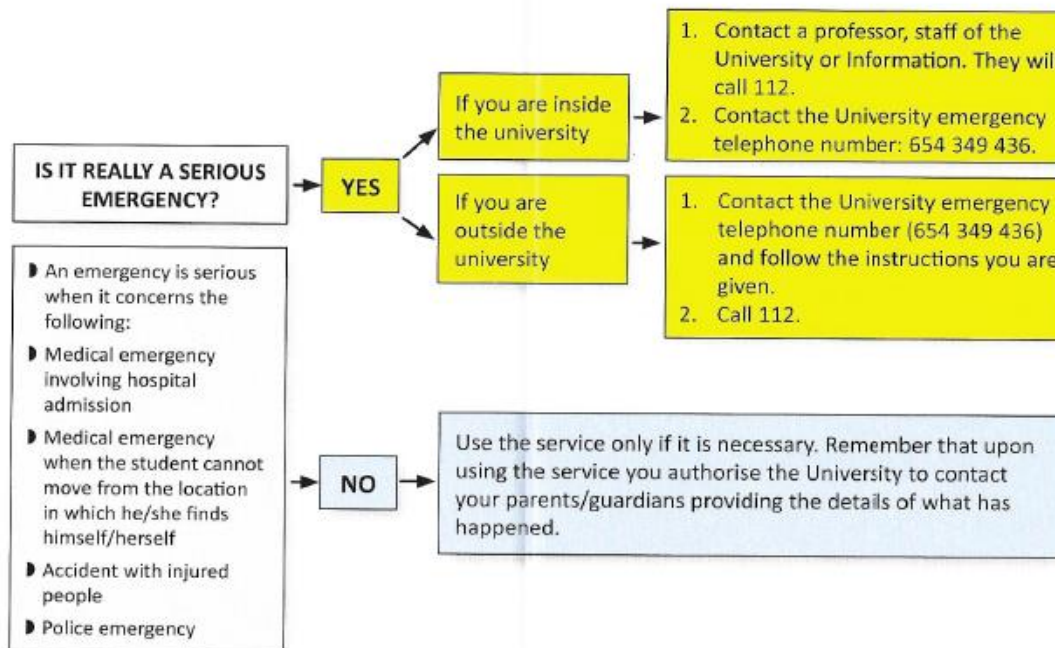 IS IT REALLY A SERIOUS
EMERGENCY?
YES
If you are inside
the university
1. Contact a professor, staff of the
University or Information. They wil
call 112.
2. Contact the University emergency
telephone number: 654 349 436.
If you are
outside the
university
1. Contact the University emergency
telephone number (654 349 436)
and follow the instructions you are
given.
2. Call 112.
An emergency is serious
when it concerns the
following:
Medical emergency
involving hospital
admission
Medical emergency
when the student cannot
move from the location
in which he/she finds
himself/herself
Accident with injured
people
Police emergency
NO
Use the service only if it is necessary. Remember that upon
using the service you authorise the University to contact
your parents/guardians providing the details of what has
happened.